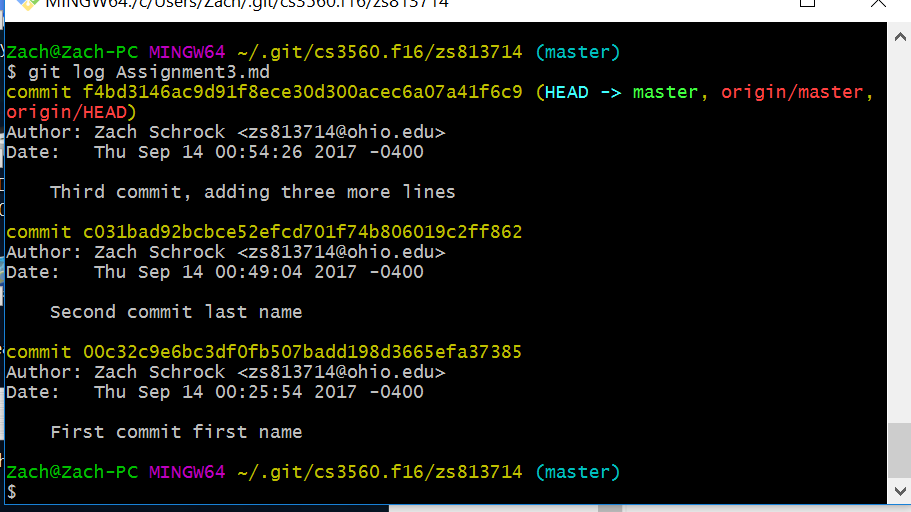 MINGW64:/c/Users/Zach/.git/cs3560.f16/zs813714
Zach@Zach-PC MINGW64 ~/.git/cs3560.f16/zs813714 (master)
$ git log Assignment3.md
commit f4bd3146ac9d91f8ece30d300acec6a07a41f6c9 (HEAD -> master, origin/master,
origin/HEAD)
Author: Zach Schrock <zs813714@ohio.edu>
Date:   Thu Sep 14 00:54:26 2017 -0400
    Third commit, adding three more lines
commit c031bad92bcbce52efcd701f74b806019c2ff862
Author: Zach Schrock <zs813714@ohio.edu>
Date:   Thu Sep 14 00:49:04 2017 -0400
    Second commit last name
commit 00c32c9e6bc3df0fb507badd198d3665efa37385
Author: Zach Schrock <zs813714@ohio.edu>
Date:   Thu Sep 14 00:25:54 2017 -0400
    First commit first name
Zach@Zach-PC MINGW64 ~/.git/cs3560.f16/zs813714 (master)
$